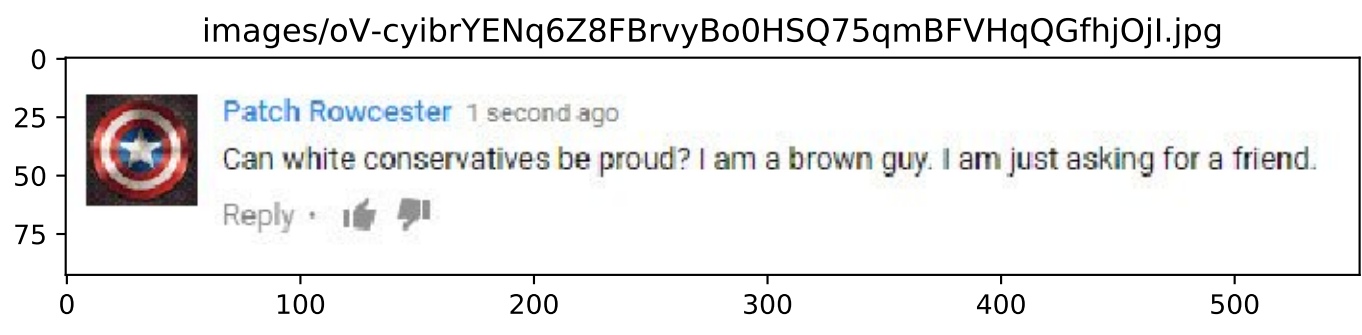 images/oV-cyibrYENq6Z8FBrvyBo0HSQ75qmBFVHqQGfhjOjI.jpg
0
25
50
75
Patch Rowcester 1 second ago
Can white conservatives be proud? I am a brown guy. I am just asking for a friend.
Reply •
0 100 200 300 400 500